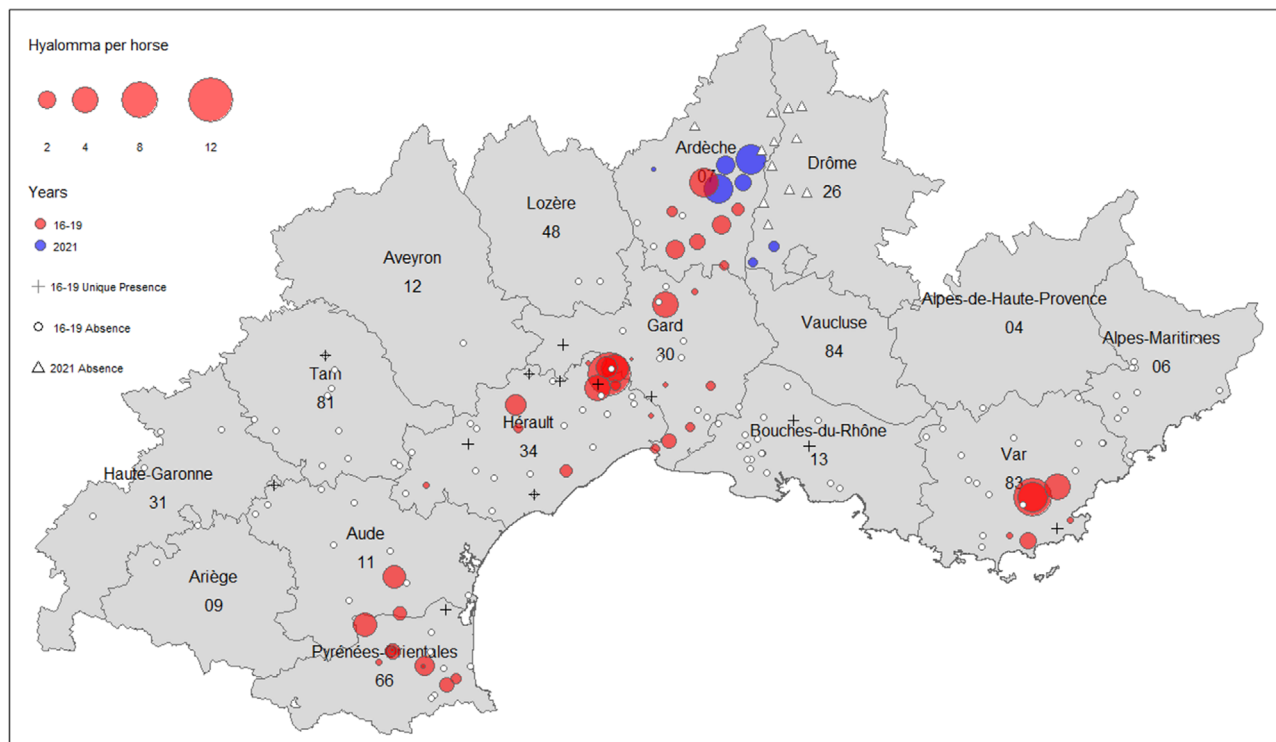 Hyalomma per horse
2 4 8 12
Years
16-19
2021
16-19 Unique Presence
16-19 Absence
2021 Absence
Ardèche
07
Drôme
26
Lozère
48
Aveyron
12
Alpes-de-Haute-Provence
04
Vaucluse
84
Alpes-Maritimes
06
Gard
30
Tarn
81
Hérault
34
Bouches-du-Rhône
13
Var
83
Haute-Garonne
31
Aude
11
Ariège
09
Pyrénées-Orientales
66